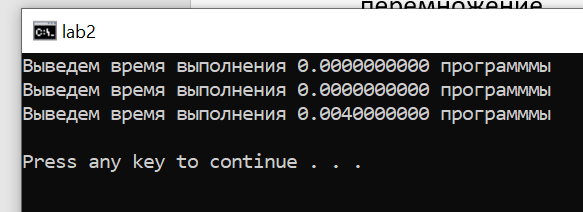 перемножение
lab2
Выведем время выполнения 0.0000000000 программмы
Выведем время выполнения 0.0000000000 программмы
Выведем время выполнения 0.0040000000 программмы
Press any key to continue . . .